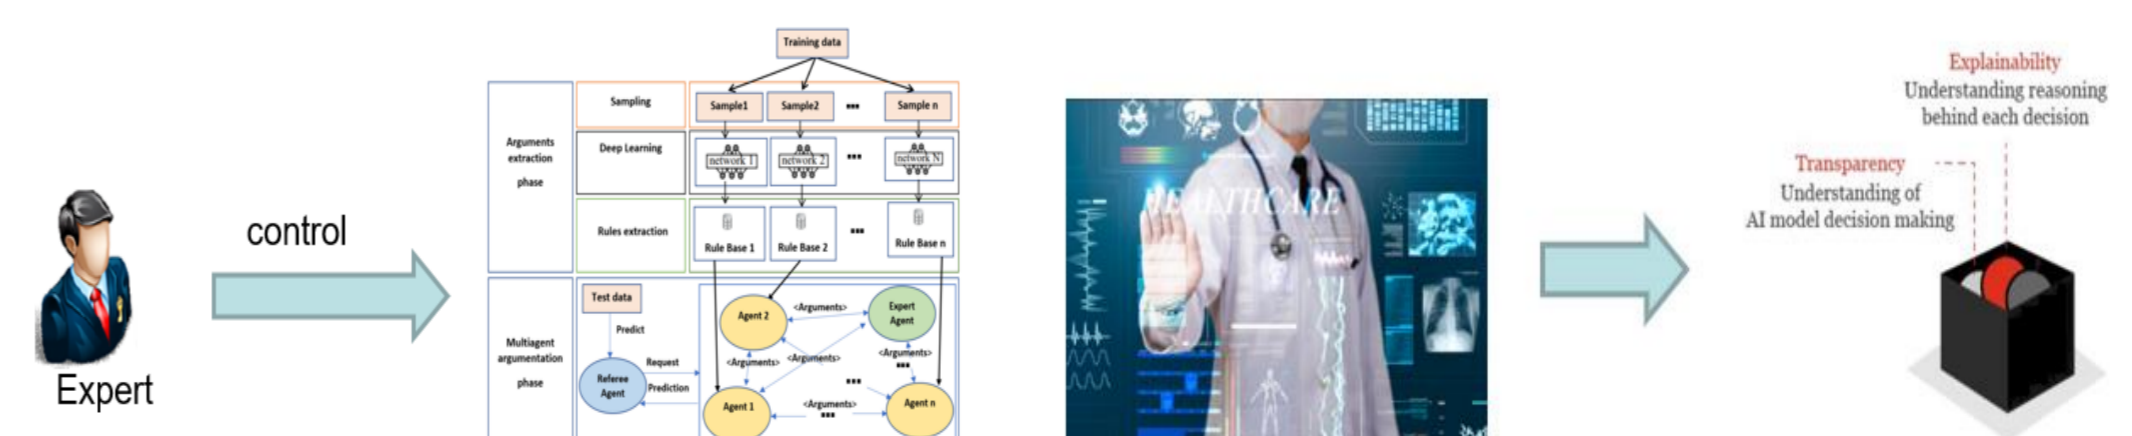 Expert
control
Training data
Arguments
extraction
phase
Sampling
Sample1
Sample2
Sample n
Deep Learning
network 1
network 2
network N
Rules extraction
Rule Base 1
Rule Base 2
Rule Base n
Multiagent
argumentation
phase
Test data
Predict
Referee
Agent
Request
Prediction
Agent 2
<Arguments>
Expert
Agent
<Arguments>
<Arguments>
<Arguments>
Agent 1
<Arguments>
Agent n
HEALTHCARE
Explainability
Understanding reasoning
behind each decision
Transparency
Understanding of
AI model decision making